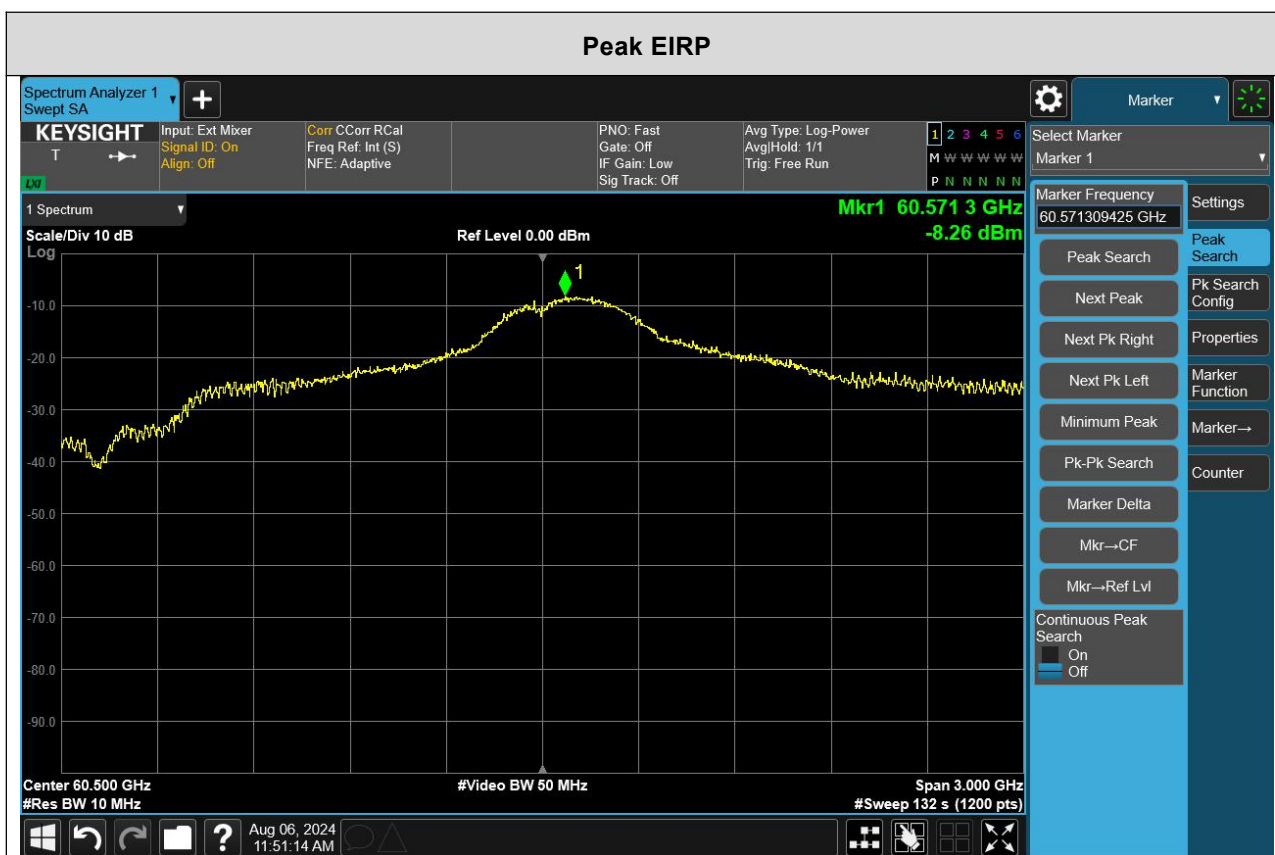 Peak EIRP
Spectrum Analyzer 1
Swept SA
+
Marker
KEYSIGHT
T
LXI
Input: Ext Mixer
Signal ID: On
Align: Off
Corr CCorr RCal
Freq Ref: Int (S)
NFE: Adaptive
PNO: Fast
Gate: Off
IF Gain: Low
Sig Track: Off
Avg Type: Log-Power
Avg|Hold: 1/1
Trig: Free Run
1 2 3 4 5 6
M W W W W W
P N N N N N
Select Marker
Marker 1
1 Spectrum
Scale/Div 10 dB
Log
Ref Level 0.00 dBm
Mkr1 60.571 3 GHz
-8.26 dBm
1
-10.0
-20.0
-30.0
-40.0
-50.0
-60.0
-70.0
-80.0
-90.0
Center 60.500 GHz
#Res BW 10 MHz
#Video BW 50 MHz
Span 3.000 GHz
#Sweep 132 s (1200 pts)
Marker Frequency
60.571309425 GHz
Peak Search
Next Peak
Next Pk Right
Next Pk Left
Minimum Peak
Pk-Pk Search
Marker Delta
Mkr→CF
Mkr→Ref Lvl
Continuous Peak
Search
On
Off
Settings
Peak
Search
Pk Search
Config
Properties
Marker
Function
Marker→
Counter
?
Aug 06, 2024
11:51:14 AM